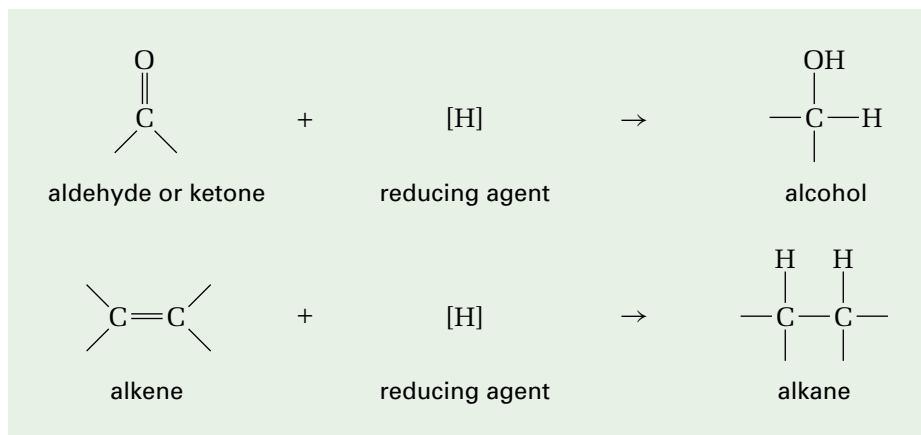 O OH
C + [H] → C H
aldehyde or ketone reducing agent alcohol
H H
C C + [H] → C C
alkene reducing agent alkane